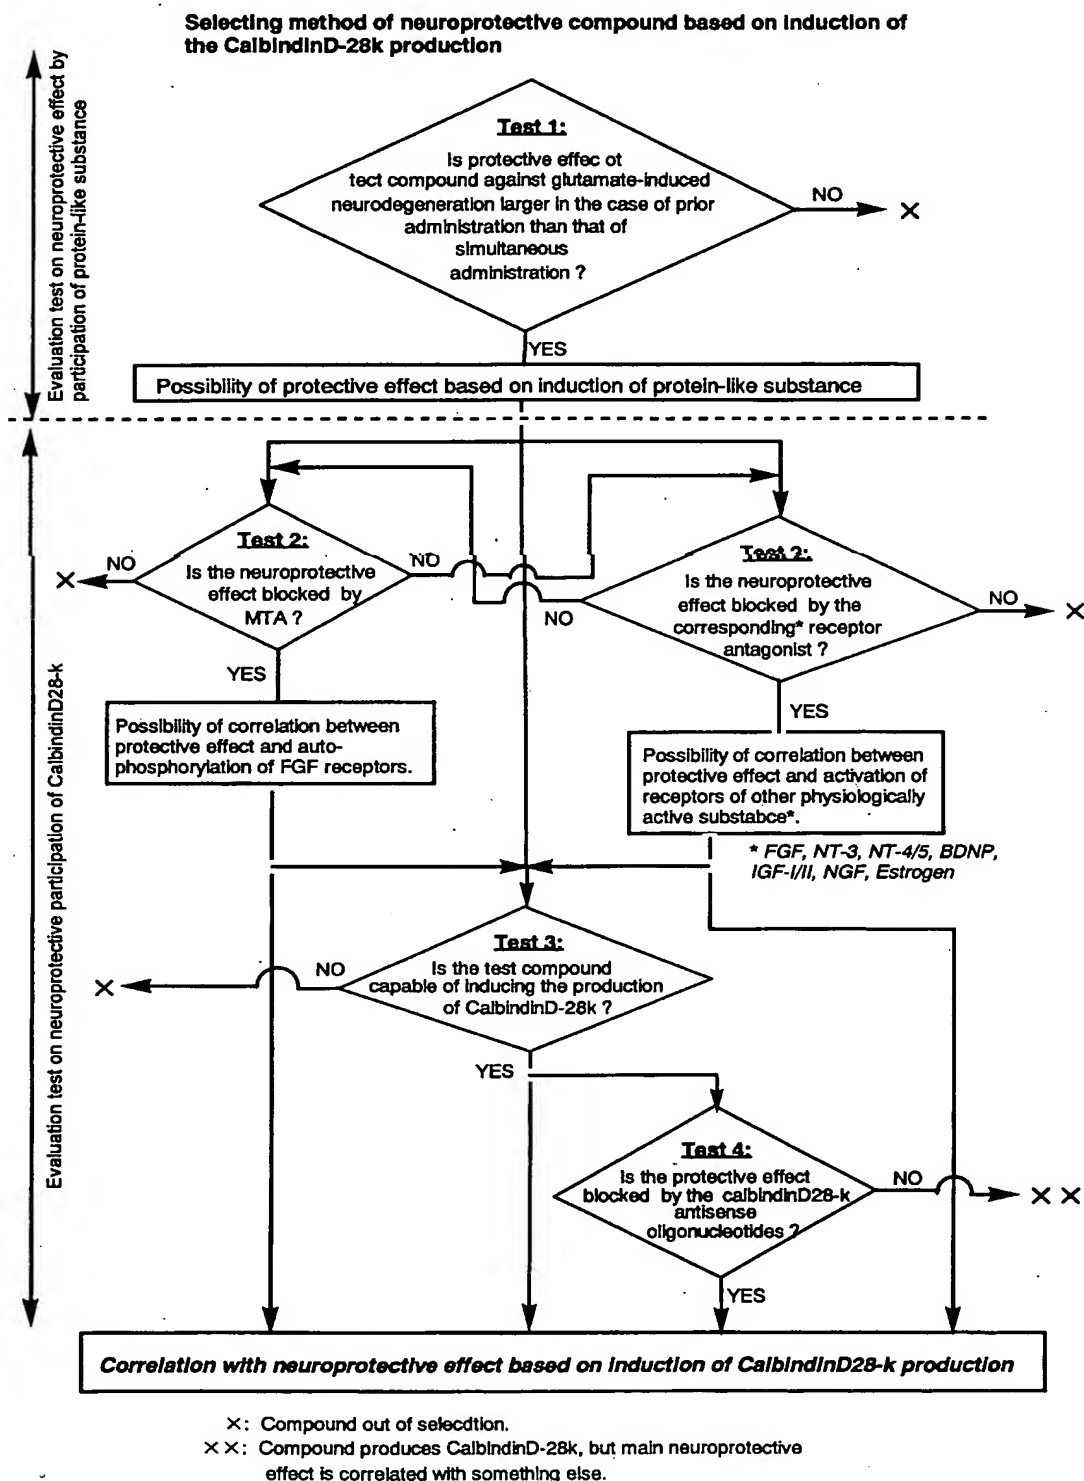 Selecting method of neuroprotective compound based on induction of
the CalbindinD-28k production
Evaluation test on neuroprotective effect by
participation of protein-like substance
Test 1:
Is protective effec ot
tect compound against glutamate-induced
neurodegeneration larger in the case of prior
administration than that of
simultaneous
administration ?
NO
×
YES
Possibility of protective effect based on induction of protein-like substance
Evaluation test on neuroprotective participation of CalbindinD28-k
Test 2:
Is the neuroprotective
effect blocked by
MTA ?
NO
×
NO
YES
Possibility of correlation between
protective effect and auto-
phosphorylation of FGF receptors.
Test 2:
Is the neuroprotective
effect blocked by the
corresponding* receptor
antagonist ?
NO
NO
×
YES
Possibility of correlation between
protective effect and activation of
receptors of other physiologically
active substabce*.
* FGF, NT-3, NT-4/5, BDNP,
IGF-I/II, NGF, Estrogen
Test 3:
Is the test compound
capable of inducing the production
of CalbindinD-28k ?
NO
×
YES
Test 4:
Is the protective effect
blocked by the calbindinD28-k
antisense
oligonucleotides ?
NO
× ×
YES
Correlation with neuroprotective effect based on induction of CalbindinD28-k production
×: Compound out of selecdtion.
× ×: Compound produces CalbindinD-28k, but main neuroprotective
effect is correlated with something else.